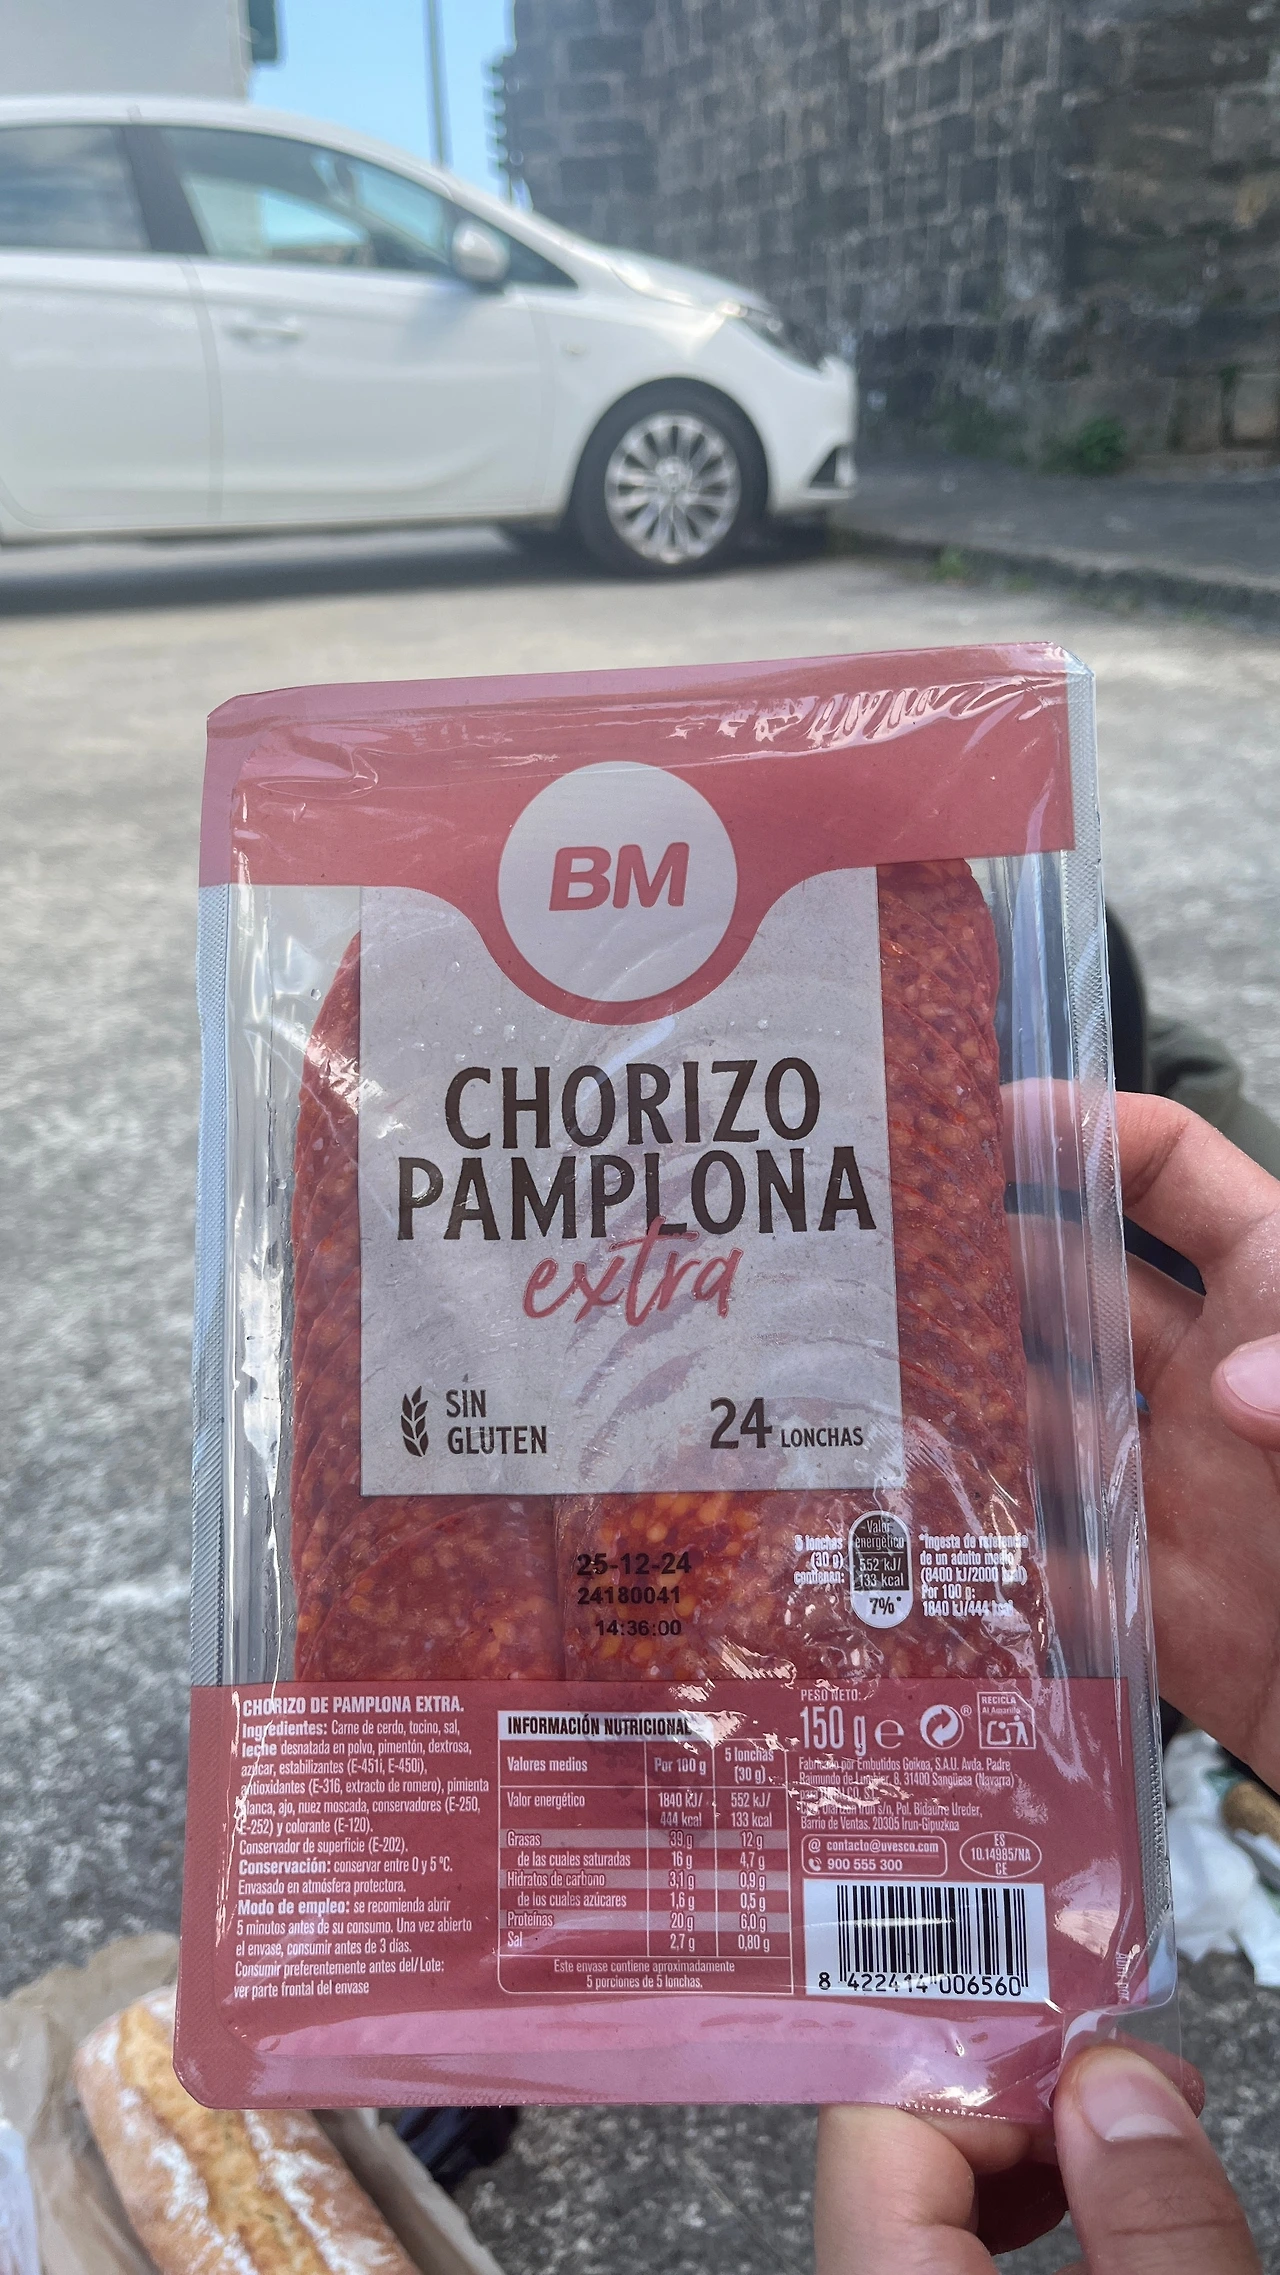 BM
CHORIZO
PAMPLONA
extra
SIN
GLUTEN
24 LONCHAS
25-12-24
24180041
14:36:00
5 lonchas
(30 g)
contienen:
Valor
energético
552 kJ/
133 kcal
7%*
*Ingesta de referencia
de un adulto medio
(8400 kJ/2000 kcal)
Por 100 g:
1840 kJ/444 kcal
CHORIZO DE PAMPLONA EXTRA.
Ingredientes: Carne de cerdo, tocino, sal,
leche desnatada en polvo, pimentón, dextrosa,
azúcar, estabilizantes (E-451i, E-450i),
antioxidantes (E-316, extracto de romero), pimienta
blanca, ajo, nuez moscada, conservadores (E-250,
E-252) y colorante (E-120).
Conservador de superficie (E-202).
Conservación: conservar entre 0 y 5 °C.
Envasado en atmósfera protectora.
Modo de empleo: se recomienda abrir
5 minutos antes de su consumo. Una vez abierto
el envase, consumir antes de 3 días.
Consumir preferentemente antes del/Lote:
ver parte frontal del envase
INFORMACIÓN NUTRICIONAL
Valores medios Por 100 g 5 lonchas (30 g)
Valor energético 1840 kJ/ 552 kJ/
444 kcal 133 kcal
Grasas 39 g 12 g
de las cuales saturadas 16 g 4,7 g
Hidratos de carbono 3,1 g 0,9 g
de los cuales azúcares 1,6 g 0,5 g
Proteínas 20 g 6,0 g
Sal 2,7 g 0,80 g
Este envase contiene aproximadamente
5 porciones de 5 lonchas.
PESO NETO:
150 g e
®
RECICLA
Al Amarillo
Fabricado por Embutidos Goikoa, S.A.U. Avda. Padre
Raimundo de Lumbier, 8, 31400 Sangüesa (Navarra)
Irun s/n, Pol. Bidaurre Ureder,
Barrio de Ventas. 20305 Irun-Gipuzkoa
@ contacto@uvesco.com
900 555 300
ES
10.14985/NA
CE
8 422414 006560